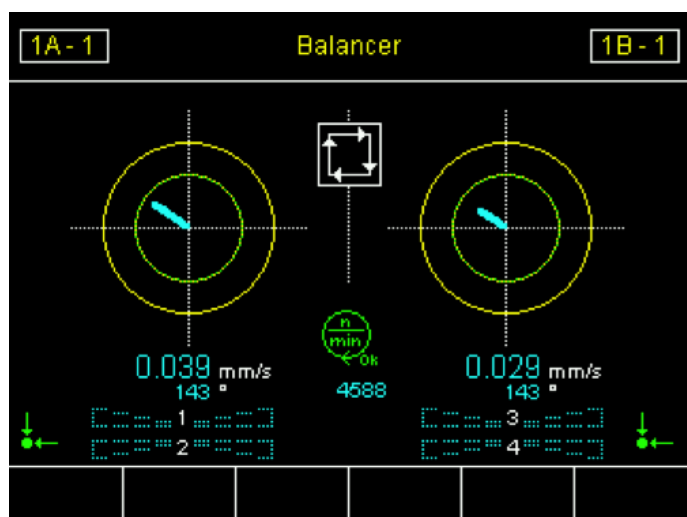 1A - 1 Balancer 1B - 1
n
min
Ok
0.039 mm/s 0.029 mm/s
143 ° 4588 143 °
1 3
2 4